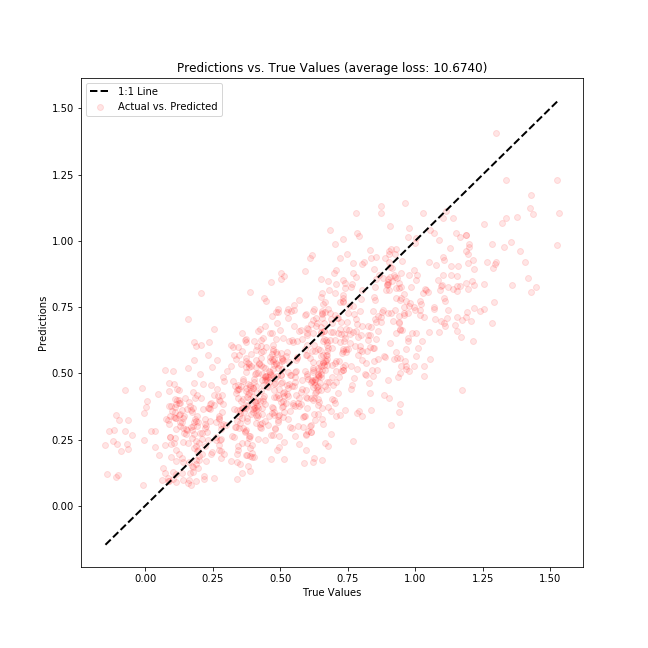 Predictions vs. True Values (average loss: 10.6740)
1:1 Line
Actual vs. Predicted
1.50
1.25
1.00
0.75
0.50
0.25
0.00
Predictions
0.00 0.25 0.50 0.75 1.00 1.25 1.50
True Values